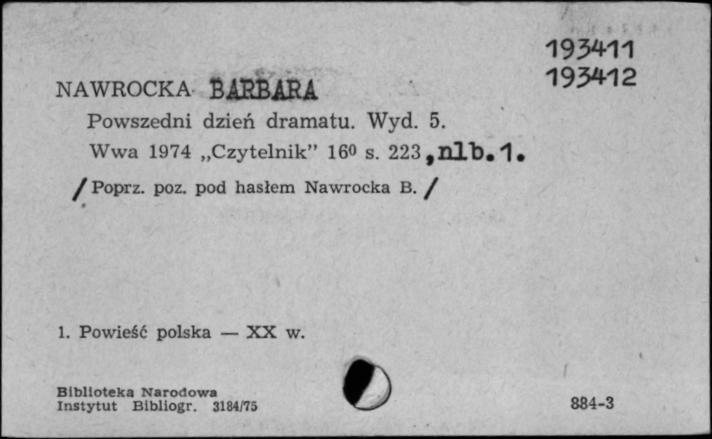 193411
193412
NAWROCKA BARBARA
Powszedni dzień dramatu. Wyd. 5.
Wwa 1974 „Czytelnik” 16⁰ s. 223, nlb. 1.
/ Poprz. poz. pod hasłem Nawrocka B. /
1. Powieść polska — XX w.
Biblioteka Narodowa
Instytut Bibliogr. 3184/75
884-3